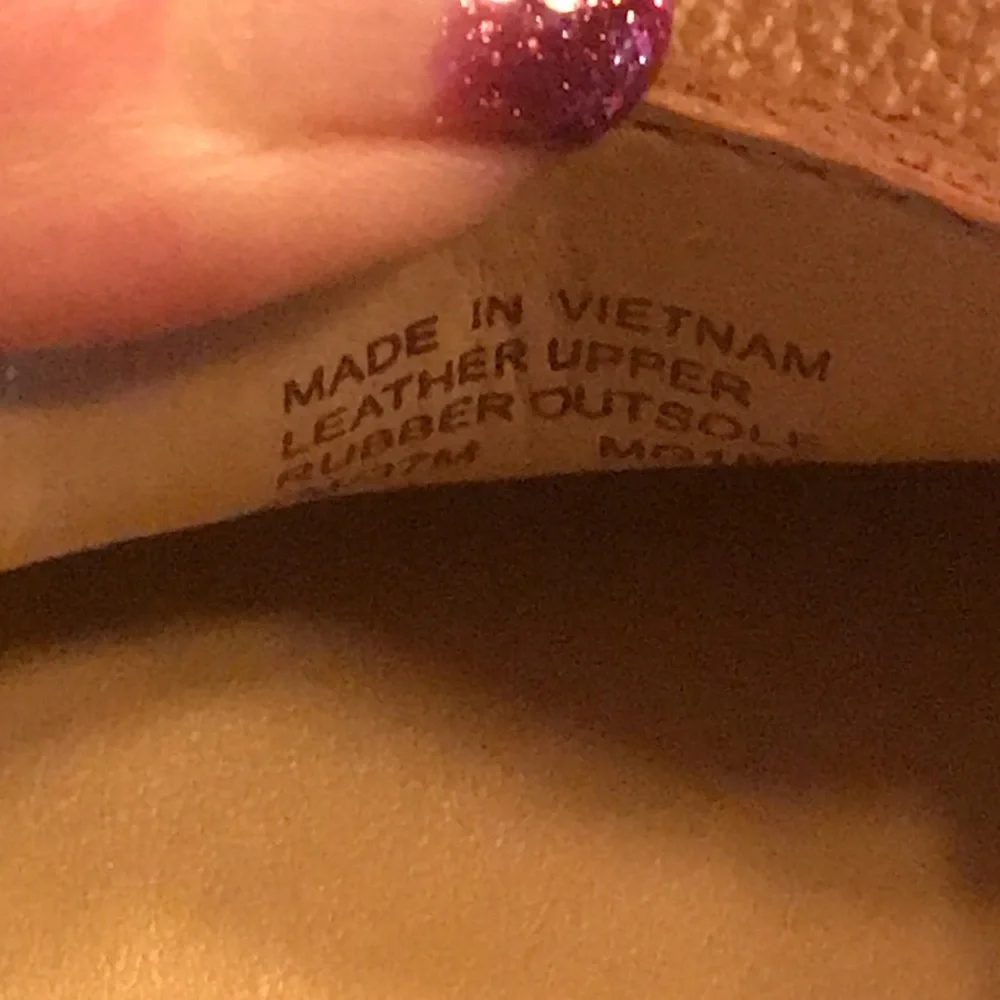 MADE IN VIETNAM
LEATHER UPPER
RUBBER OUTSOLE